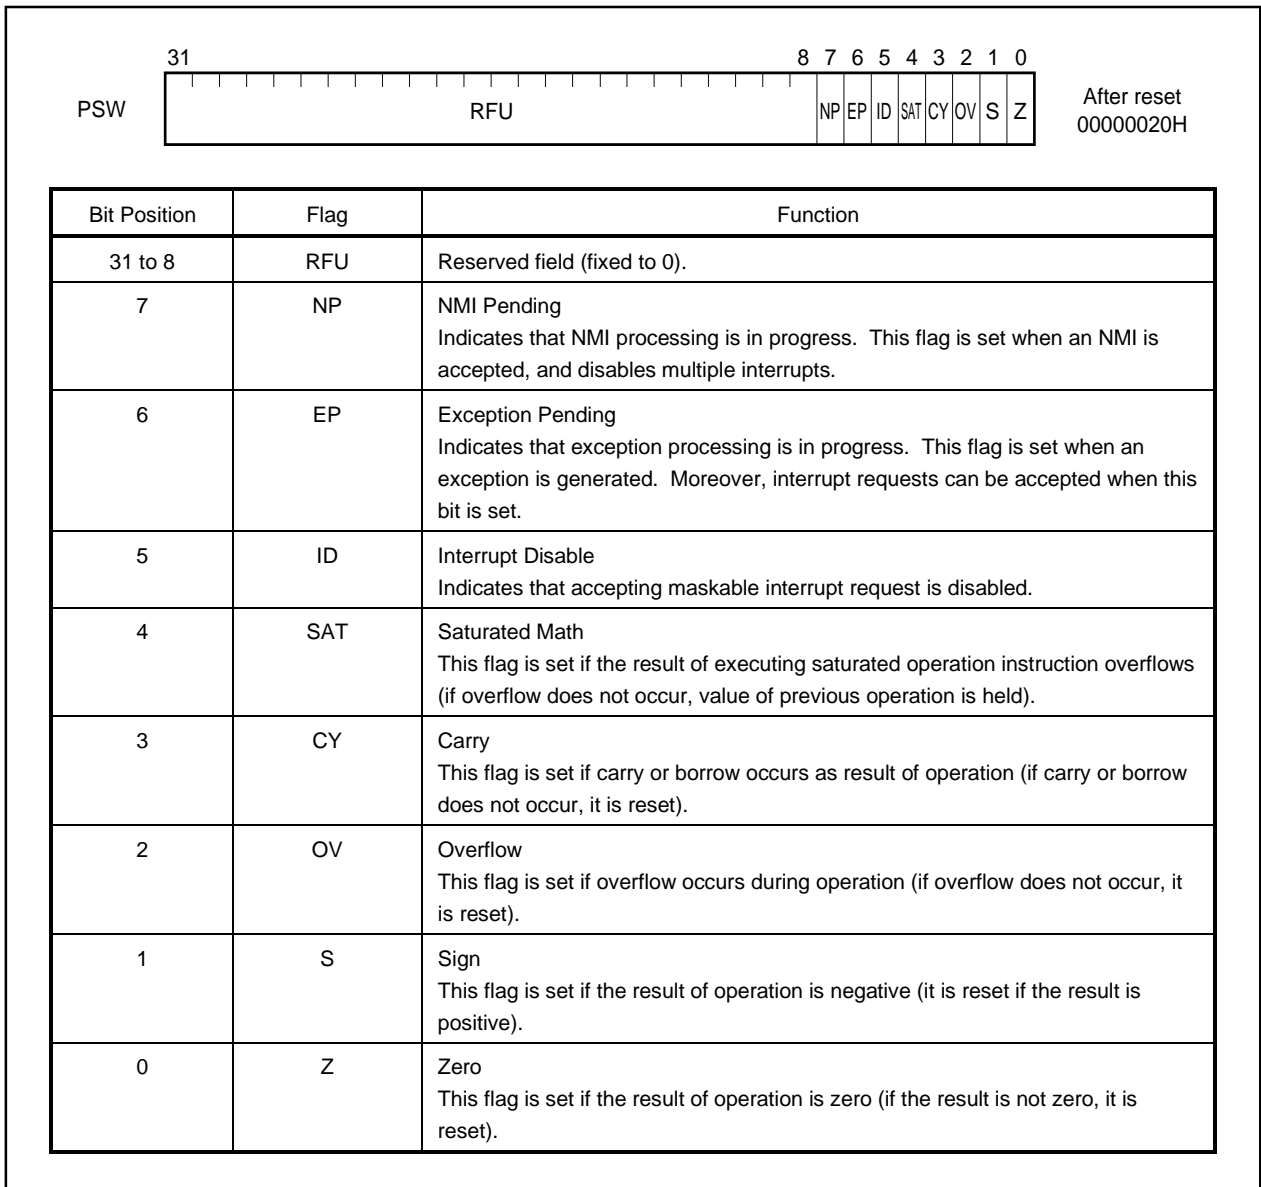 31 8 7 6 5 4 3 2 1 0
PSW RFU NP EP ID SAT CY OV S Z
After reset
00000020H
Bit Position Flag Function
31 to 8 RFU Reserved field (fixed to 0).
7 NP NMI Pending
Indicates that NMI processing is in progress. This flag is set when an NMI is
accepted, and disables multiple interrupts.
6 EP Exception Pending
Indicates that exception processing is in progress. This flag is set when an
exception is generated. Moreover, interrupt requests can be accepted when this
bit is set.
5 ID Interrupt Disable
Indicates that accepting maskable interrupt request is disabled.
4 SAT Saturated Math
This flag is set if the result of executing saturated operation instruction overflows
(if overflow does not occur, value of previous operation is held).
3 CY Carry
This flag is set if carry or borrow occurs as result of operation (if carry or borrow
does not occur, it is reset).
2 OV Overflow
This flag is set if overflow occurs during operation (if overflow does not occur, it
is reset).
1 S Sign
This flag is set if the result of operation is negative (it is reset if the result is
positive).
0 Z Zero
This flag is set if the result of operation is zero (if the result is not zero, it is
reset).